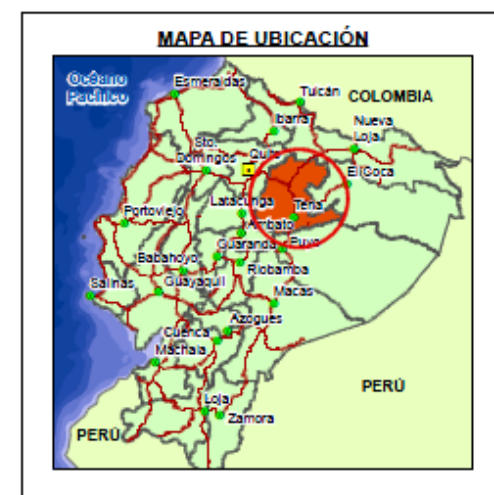 MAPA DE UBICACIÓN
Océano
Pacífico
Esmeraldas
Tulcán
COLOMBIA
Ibarra
Nueva
Loja
Sto.
Domingos
Quito
El Coca
Latacunga
Tena
Portoviejo
Ambato
Guaranda
Puyo
Babahoyo
Riobamba
Salinas
Guayaquil
Macas
Azogues
Cuenca
Machala
PERÚ
Loja
Zamora
PERÚ